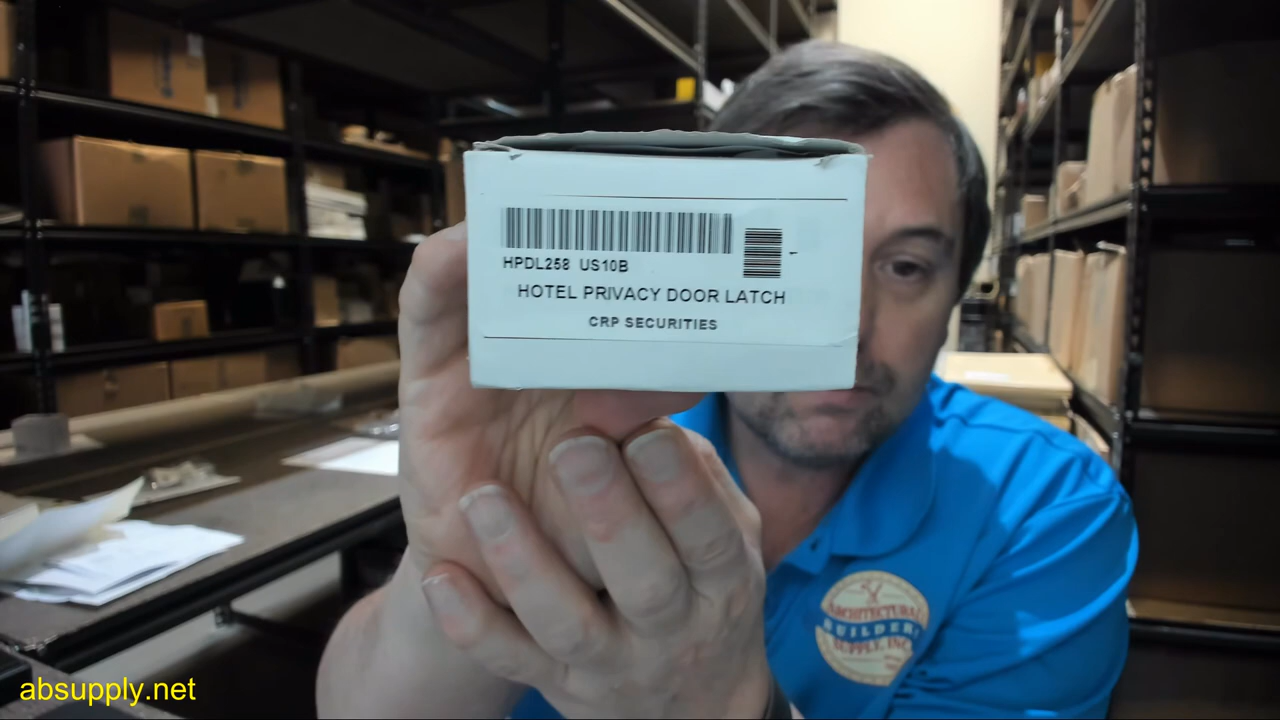 HPDL258 US10B
HOTEL PRIVACY DOOR LATCH
CRP SECURITIES
ARCHITECTURAL
BUILDERS
SUPPLY, INC.
absupply.net